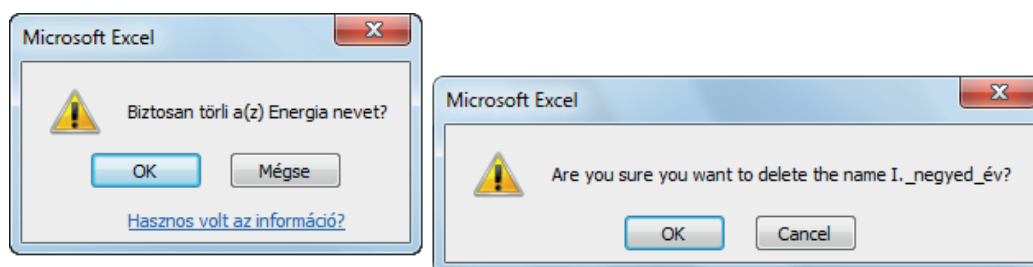 Microsoft Excel
Biztosan törli a(z) Energia nevet?
OK
Mégse
Hasznos volt az információ?
Microsoft Excel
Are you sure you want to delete the name I._negyed_év?
OK
Cancel